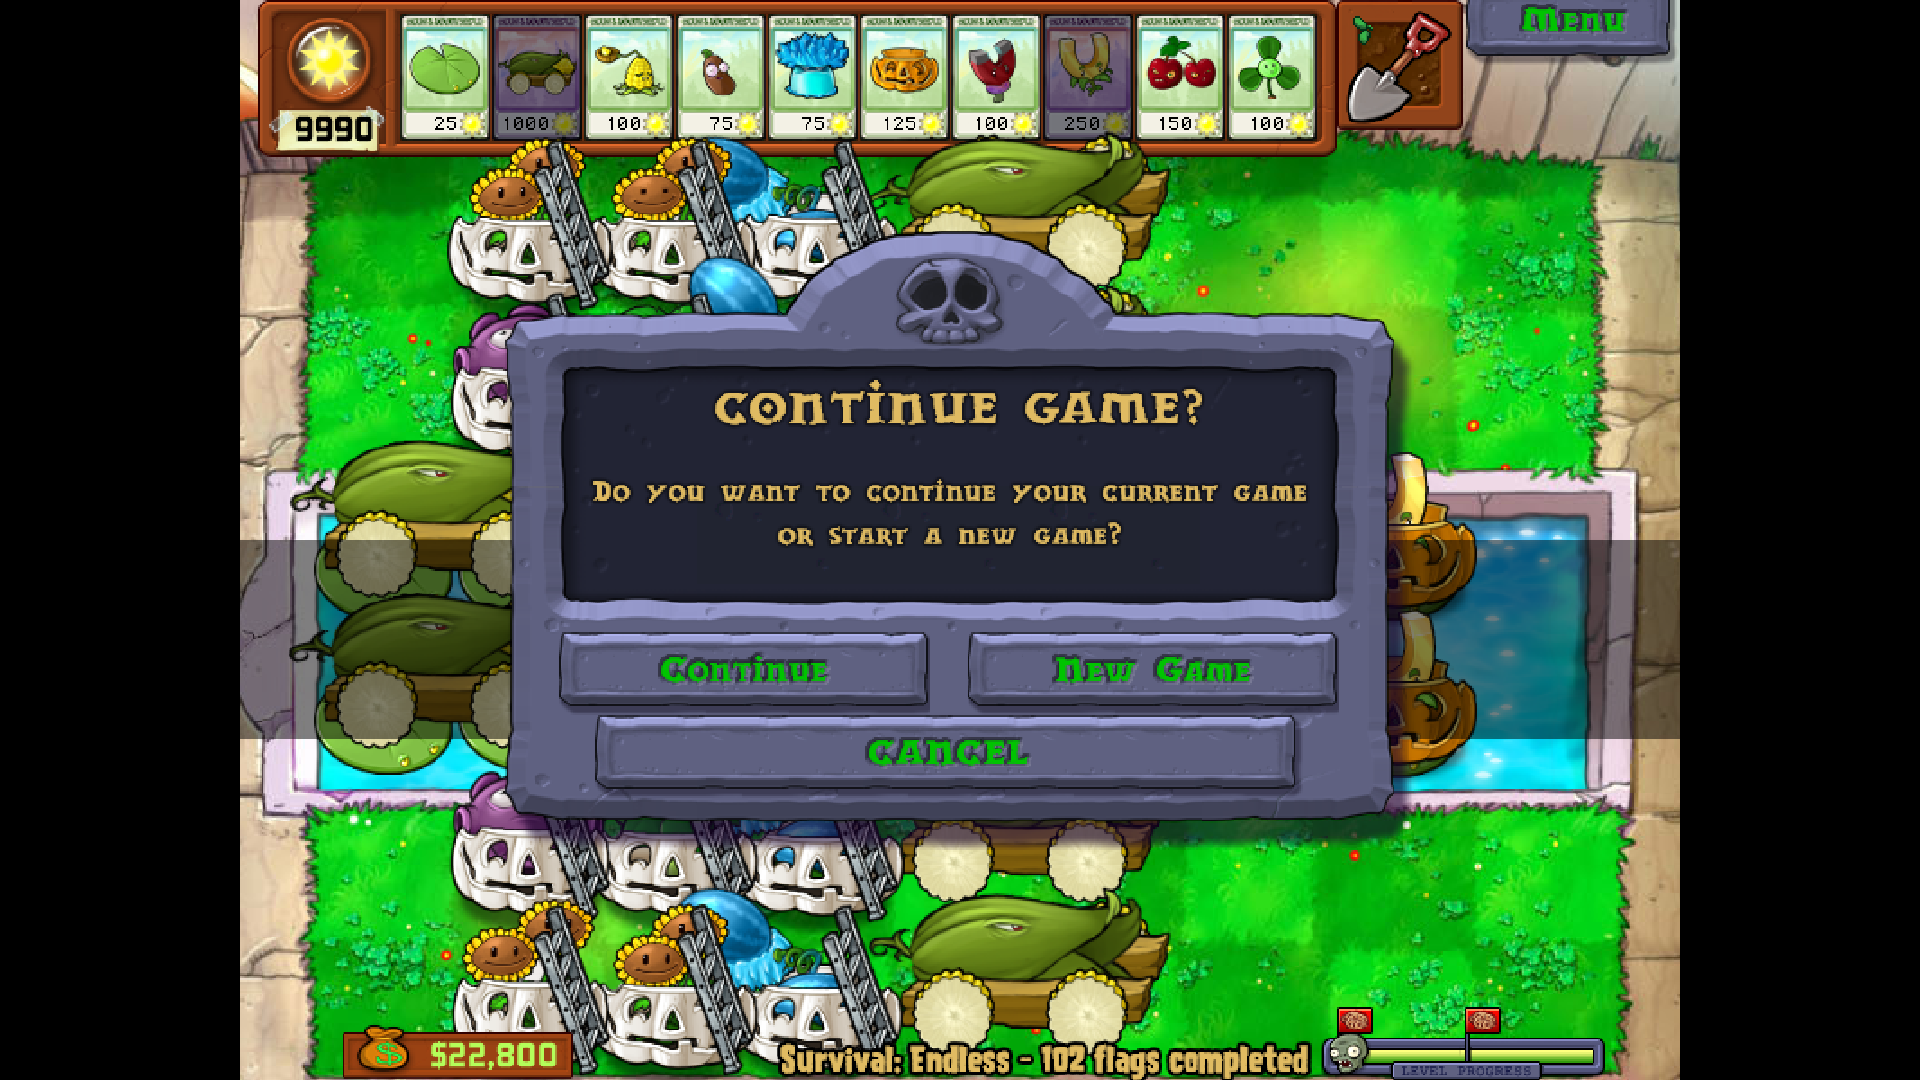 Menu
9990
25
1000
100
75
75
125
100
250
150
100
CONTINUE GAME?
DO YOU WANT TO CONTINUE YOUR CURRENT GAME
OR START A NEW GAME?
Continue
New Game
CANCEL
$22,800
Survival: Endless - 102 flags completed
LEVEL PROGRESS